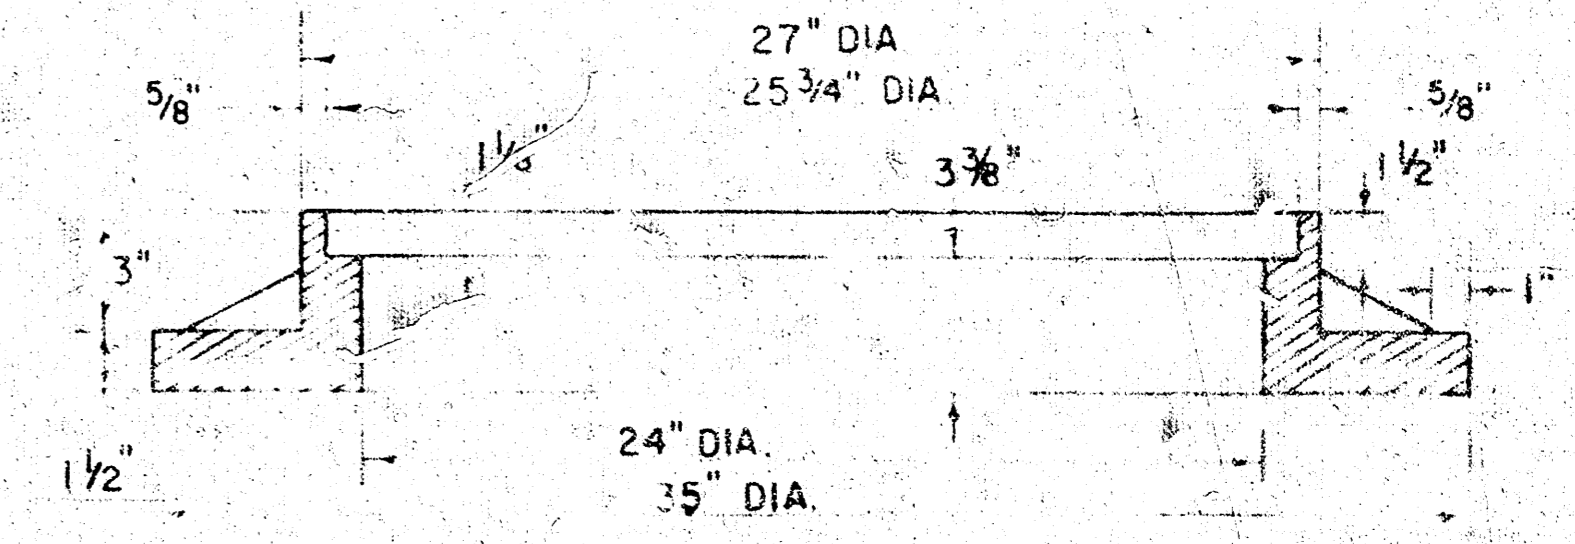 27" DIA
25 3/4" DIA.
5/8"
5/8"
1 1/8"
3 3/8"
1 1/2"
3"
1"
24" DIA.
1 1/2"
35" DIA.